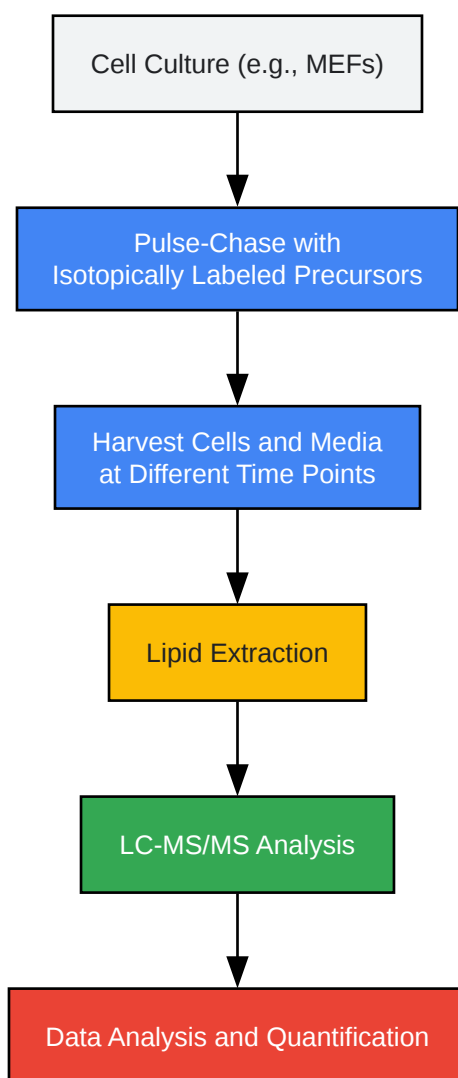 Cell Culture (e.g., MEFs)
Pulse-Chase with
Isotopically Labeled Precursors
Harvest Cells and Media
at Different Time Points
Lipid Extraction
LC-MS/MS Analysis
Data Analysis and Quantification